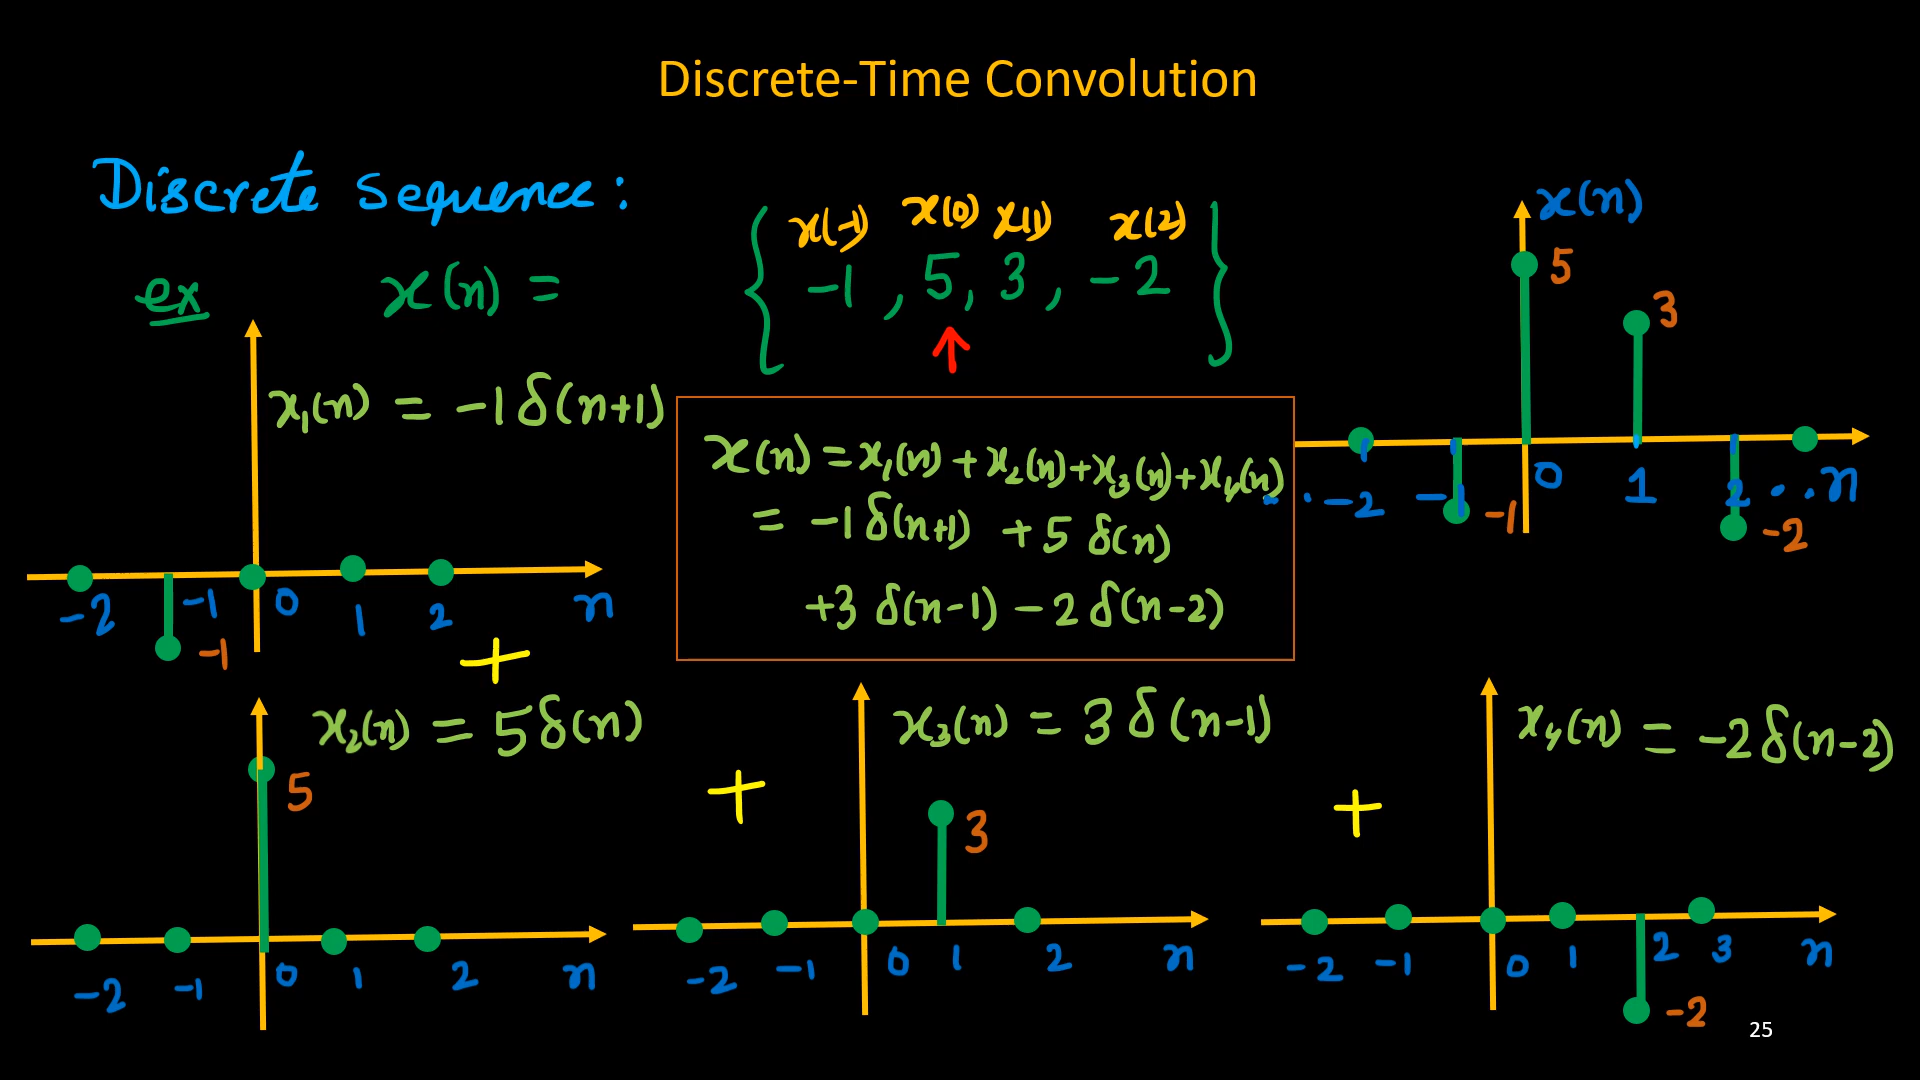 Discrete-Time Convolution
Discrete Sequence:
x(-1) x(0) x(1) x(2)
ex x(n) = { -1 , 5, 3, -2 }
x(n)
5
3
. -2 -1 0 1 2 . . n
-1
-2
x₁(n) = -1 δ(n+1)
-2 -1 0 1 2 n
-1
x(n) = x₁(n) + x₂(n) + x₃(n) + x₄(n)
= -1 δ(n+1) + 5 δ(n)
+3 δ(n-1) - 2 δ(n-2)
+
x₂(n) = 5 δ(n)
5
-2 -1 0 1 2 n
+
x₃(n) = 3 δ(n-1)
3
-2 -1 0 1 2 n
+
x₄(n) = -2 δ(n-2)
-2 -1 0 1 2 3 n
-2
25